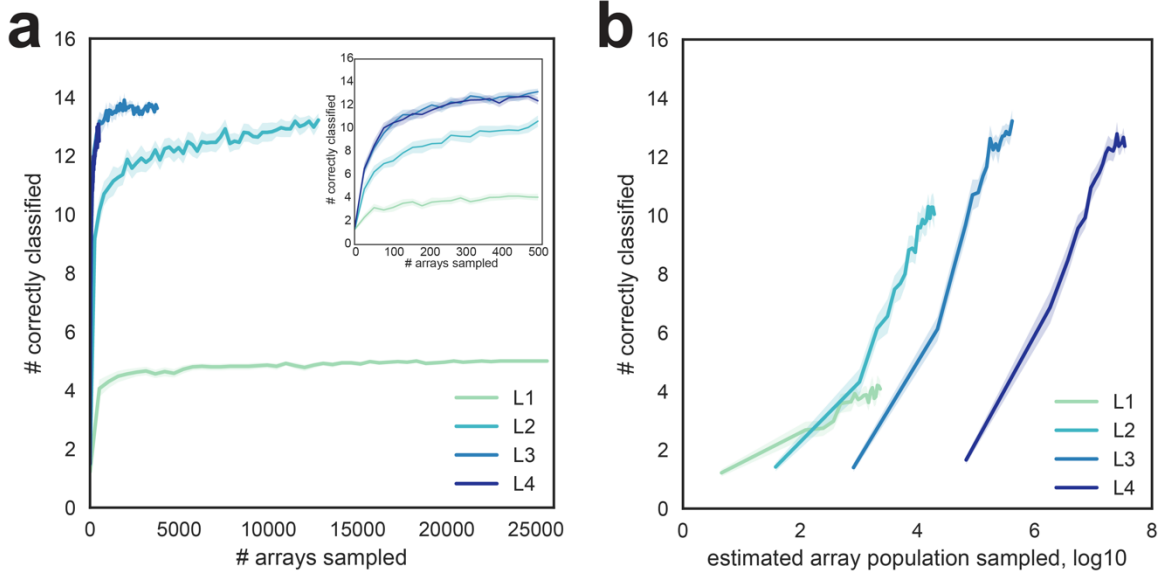 a
16
14
12
10
8
6
4
2
0
# correctly classified
0 5000 10000 15000 20000 25000
# arrays sampled
L1
L2
L3
L4
16
14
12
10
8
6
4
2
0
# correctly classified
0 100 200 300 400 500
# arrays sampled
b
16
14
12
10
8
6
4
2
0
# correctly classified
0 2 4 6 8
estimated array population sampled, log10
L1
L2
L3
L4